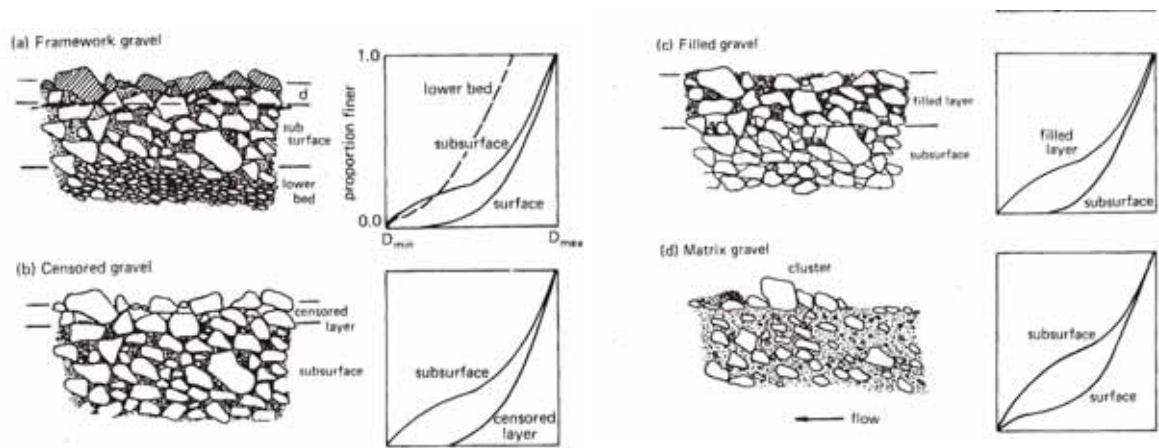 (a) Framework gravel
d
sub
surface
lower
bed
1.0
proportion finer
0.0
lower bed
subsurface
surface
Dmin
Dmax
(b) Censored gravel
censored
layer
subsurface
subsurface
censored
layer
(c) Filled gravel
filled layer
subsurface
filled
layer
subsurface
(d) Matrix gravel
cluster
flow
subsurface
surface